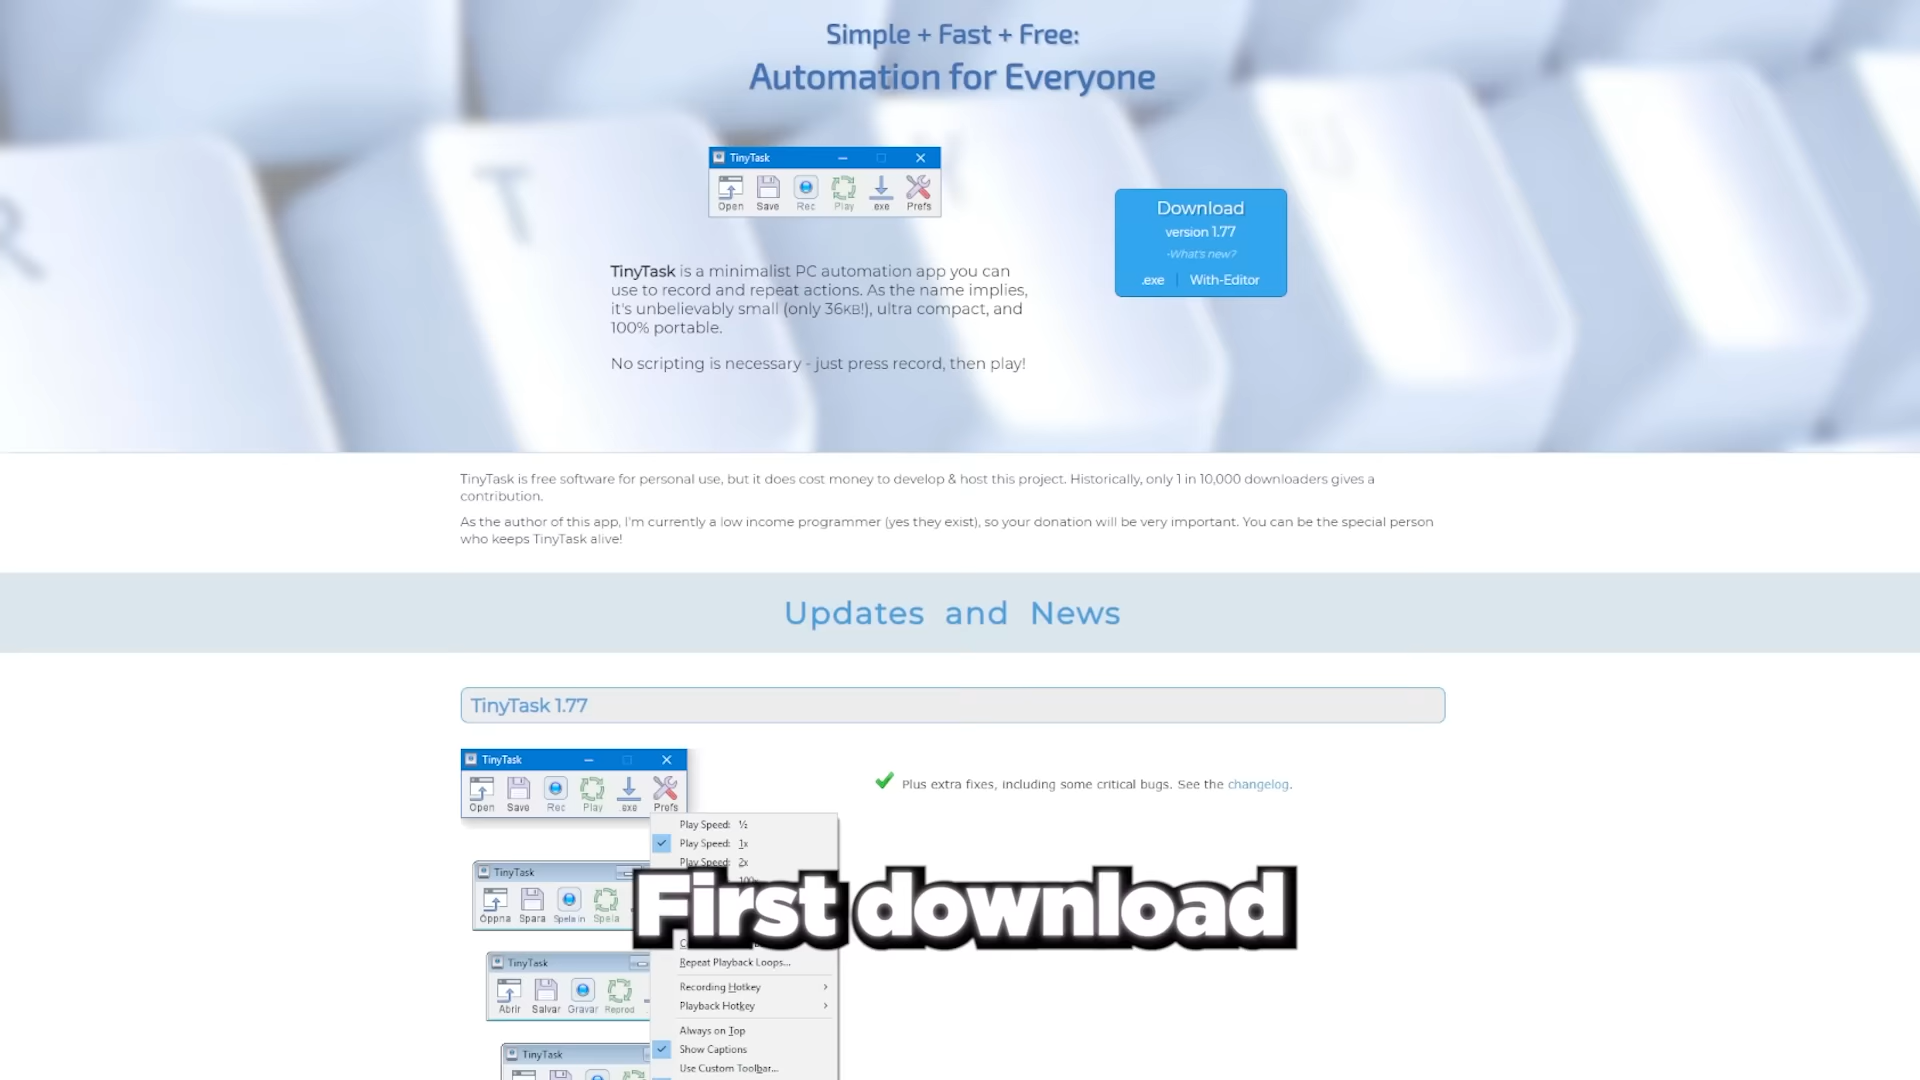 Simple + Fast + Free:
Automation for Everyone
TinyTask
Open Save Rec Play exe Prefs
Download
version 1.77
-What's new?
.exe | With-Editor
TinyTask is a minimalist PC automation app you can
use to record and repeat actions. As the name implies,
it's unbelievably small (only 36KB!), ultra compact, and
100% portable.
No scripting is necessary - just press record, then play!
TinyTask is free software for personal use, but it does cost money to develop & host this project. Historically, only 1 in 10,000 downloaders gives a
contribution.
As the author of this app, I'm currently a low income programmer (yes they exist), so your donation will be very important. You can be the special person
who keeps TinyTask alive!
Updates and News
TinyTask 1.77
TinyTask
Open Save Rec Play exe Prefs
Plus extra fixes, including some critical bugs. See the changelog.
Play Speed: ½
Play Speed: 1x
Play Speed: 2x
100x
TinyTask
Öppna Spara Spela in Spela
First download
TinyTask
Abrir Salvar Gravar Reprod
Repeat Playback Loops...
Recording Hotkey
Playback Hotkey
Always on Top
Show Captions
Use Custom Toolbar...
TinyTask